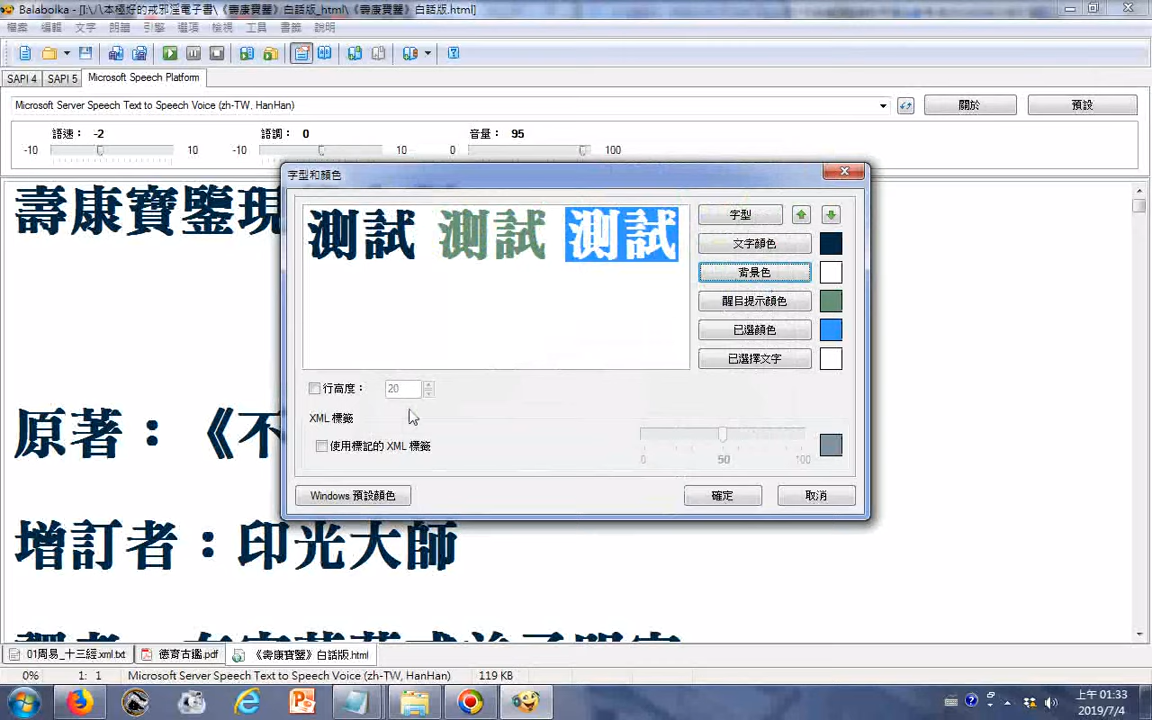 Balabolka - [I:\八本極好的戒邪淫電子書\《壽康寶鑒》白話版_html\《壽康寶鑒》白話版.html]
檔案 編輯 文字 朗讀 引擎 選項 檢視 工具 書籤 說明
SAPI 4 SAPI 5 Microsoft Speech Platform
Microsoft Server Speech Text to Speech Voice (zh-TW, HanHan) 關於 預設
語速: -2 語調: 0 音量: 95
-10 10 -10 10 0 100
壽康寶鑒現
字型和顏色
測試 測試 測試
字型
文字顏色
背景色
醒目提示顏色
已選顏色
已選擇文字
行高度: 20
XML 標籤
使用標記的 XML 標籤
0 50 100
Windows 預設顏色 確定 取消
原著：《不
增訂者：印光大師
01周易_十三經.xml.txt 德育古鑑.pdf 《壽康寶鑒》白話版.html
0% 1: 1 Microsoft Server Speech Text to Speech Voice (zh-TW, HanHan) 119 KB
上午 01:33
2019/7/4